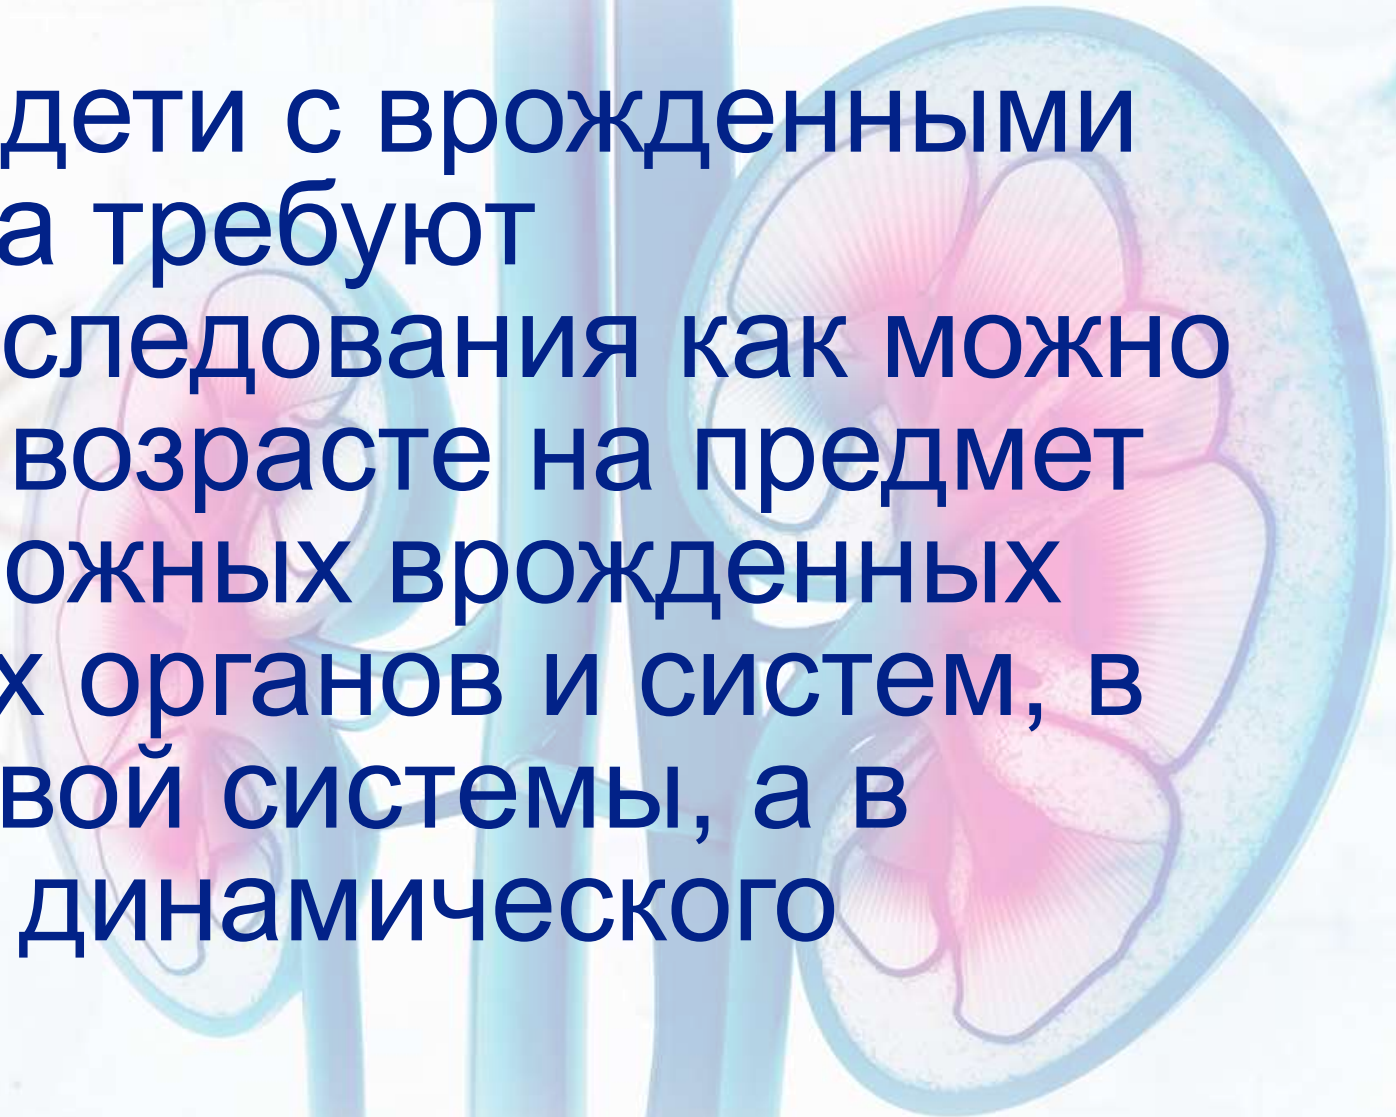 дети с врожденными
а требуют
следования как можно
возрасте на предмет
ожных врожденных
х органов и систем, в
вой системы, а в
динамического